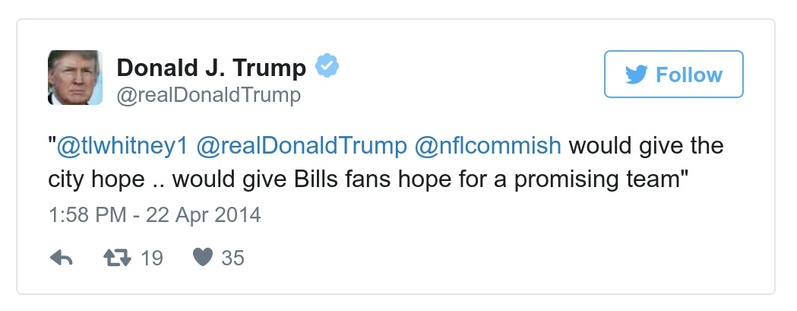 Donald J. Trump
@realDonaldTrump
Follow
"@tlwhitney1 @realDonaldTrump @nflcommish would give the
city hope .. would give Bills fans hope for a promising team"
1:58 PM - 22 Apr 2014
19 35